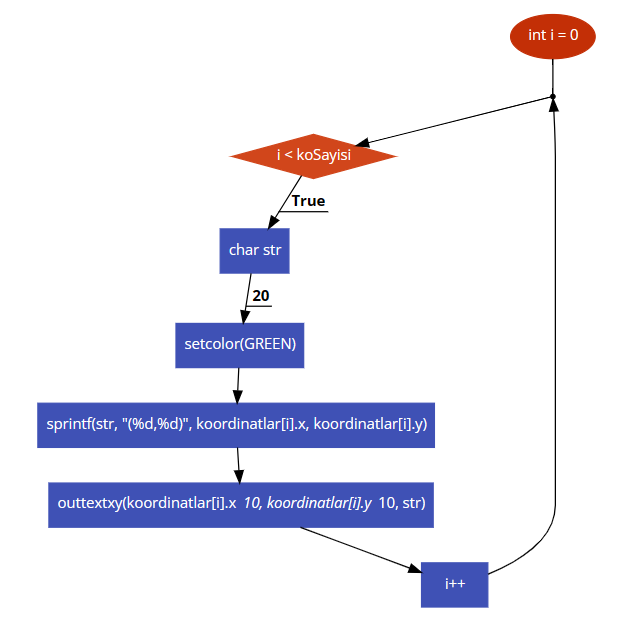 int i = 0
i < koSayisi
True
char str
20
setcolor(GREEN)
sprintf(str, "(%d,%d)", koordinatlar[i].x, koordinatlar[i].y)
outtextxy(koordinatlar[i].x 10, koordinatlar[i].y 10, str)
i++